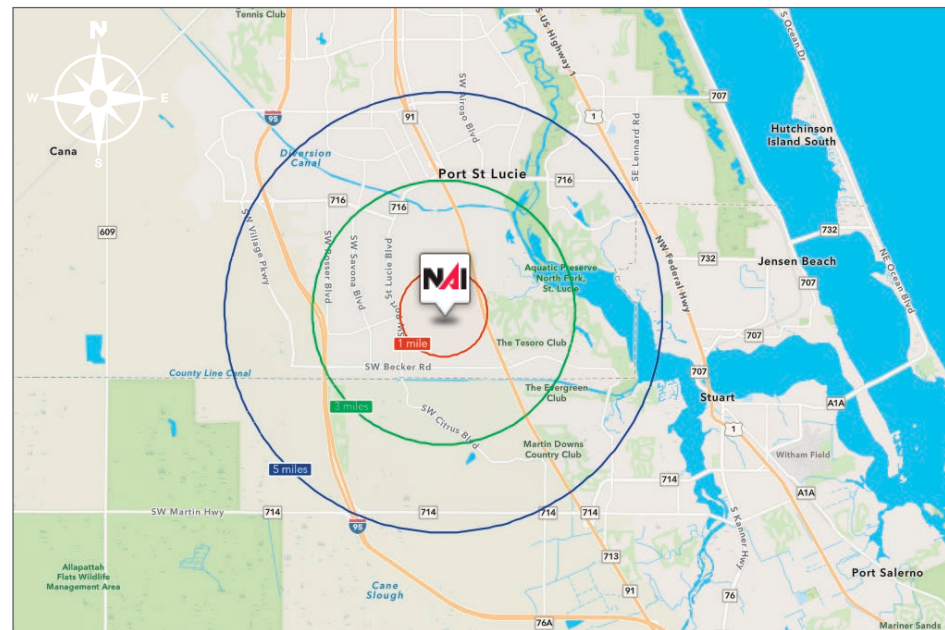 Tennis Club
S US Highway 1
S Ocean Dr
N
W
E
S
95
91
SW Airoso Blvd
707
1
SE Lennard Rd
Hutchinson
Island South
Cana
Diversion
Canal
Port St Lucie
716
716
716
609
SW Village Pkwy
SW Rosser Blvd
SW Savona Blvd
SW Port St Lucie Blvd
NAI
Aquatic Preserve
North Fork,
St. Lucie
NW Federal Hwy
732
732
Jensen Beach
NE Ocean Blvd
707
707
1 mile
The Tesoro Club
SW Becker Rd
County Line Canal
707
The Evergreen
Club
Stuart
A1A
3 miles
SW Citrus Blvd
1
Martin Downs
Country Club
Witham Field
5 miles
714
714
A1A
SW Martin Hwy
714
714
714
714
95
S Kanner Hwy
713
Allapattah
Flats Wildlife
Management Area
Port Salerno
Cane
Slough
91
76
76A
Mariner Sands